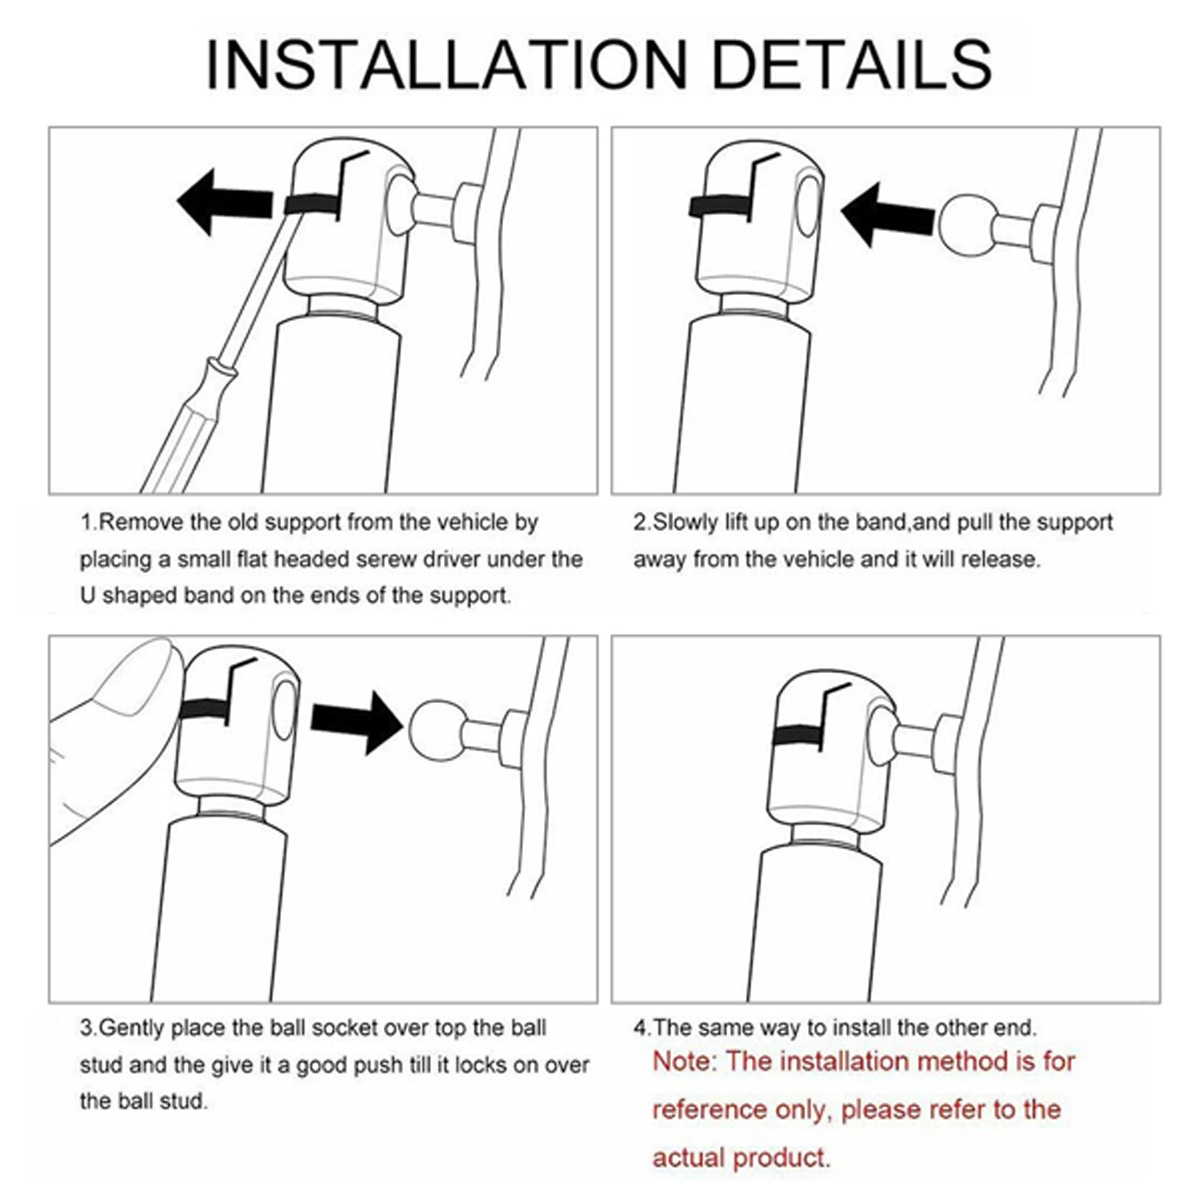 INSTALLATION DETAILS
1.Remove the old support from the vehicle by
placing a small flat headed serew driver under the
U shaped band on the ends of the support.
2.Slowly lift up on the band,and pull the support
away from the vehicle and it will release.
3.Gently place the ball socket over top the ball
stud and the give it a good push till it locks on over
the ball stud.
4.The same way to install the other end.
Note: The installation method is for
reference only, please refer to the
actual product.